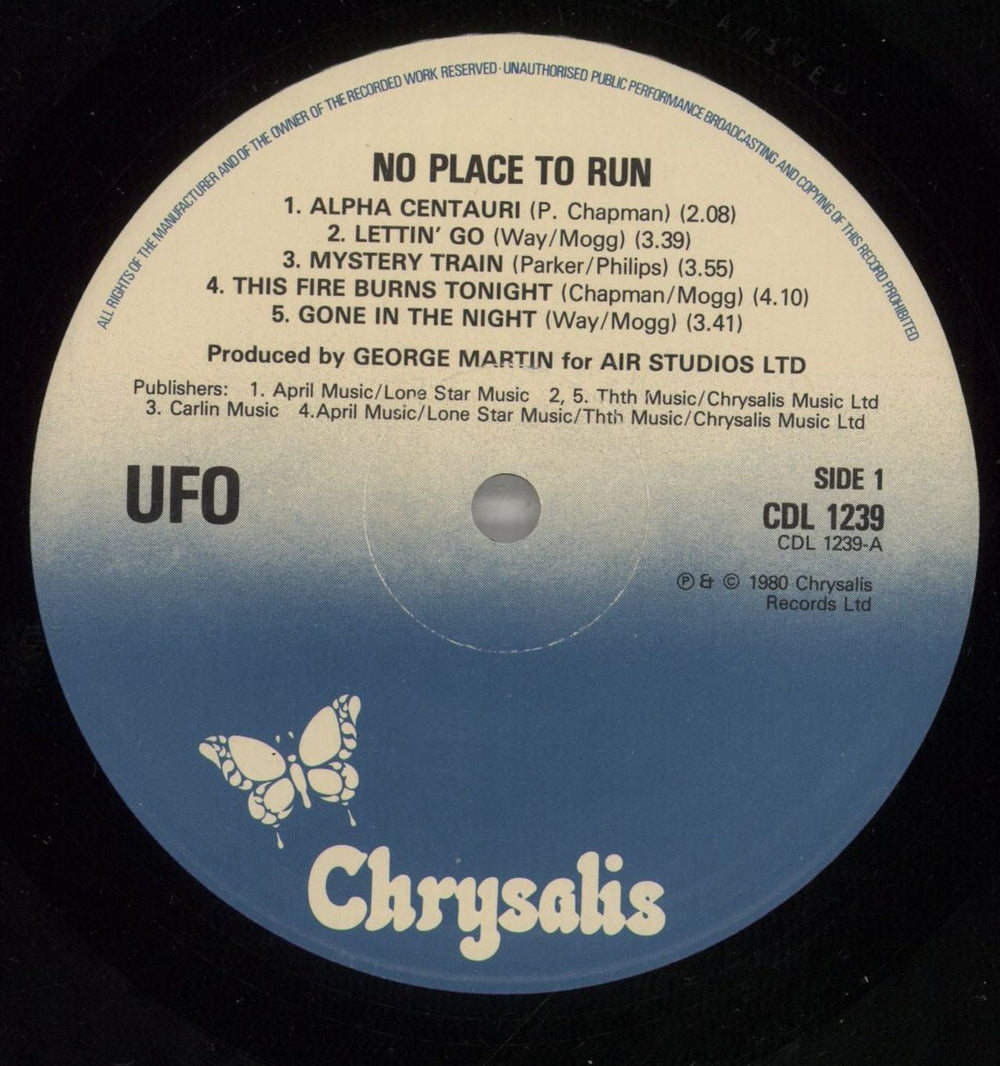 ALL RIGHTS OF THE MANUFACTURER AND OF THE OWNER OF THE RECORDED WORK RESERVED · UNAUTHORISED PUBLIC PERFORMANCE BROADCASTING AND COPYING OF THIS RECORD PROHIBITED
NO PLACE TO RUN
1. ALPHA CENTAURI (P. Chapman) (2.08)
2. LETTIN' GO (Way/Mogg) (3.39)
3. MYSTERY TRAIN (Parker/Philips) (3.55)
4. THIS FIRE BURNS TONIGHT (Chapman/Mogg) (4.10)
5. GONE IN THE NIGHT (Way/Mogg) (3.41)
Produced by GEORGE MARTIN for AIR STUDIOS LTD
Publishers: 1. April Music/Lone Star Music 2, 5. Thth Music/Chrysalis Music Ltd
3. Carlin Music 4.April Music/Lone Star Music/Thth Music/Chrysalis Music Ltd
UFO
SIDE 1
CDL 1239
CDL 1239-A
Ⓟ & © 1980 Chrysalis
Records Ltd
Chrysalis